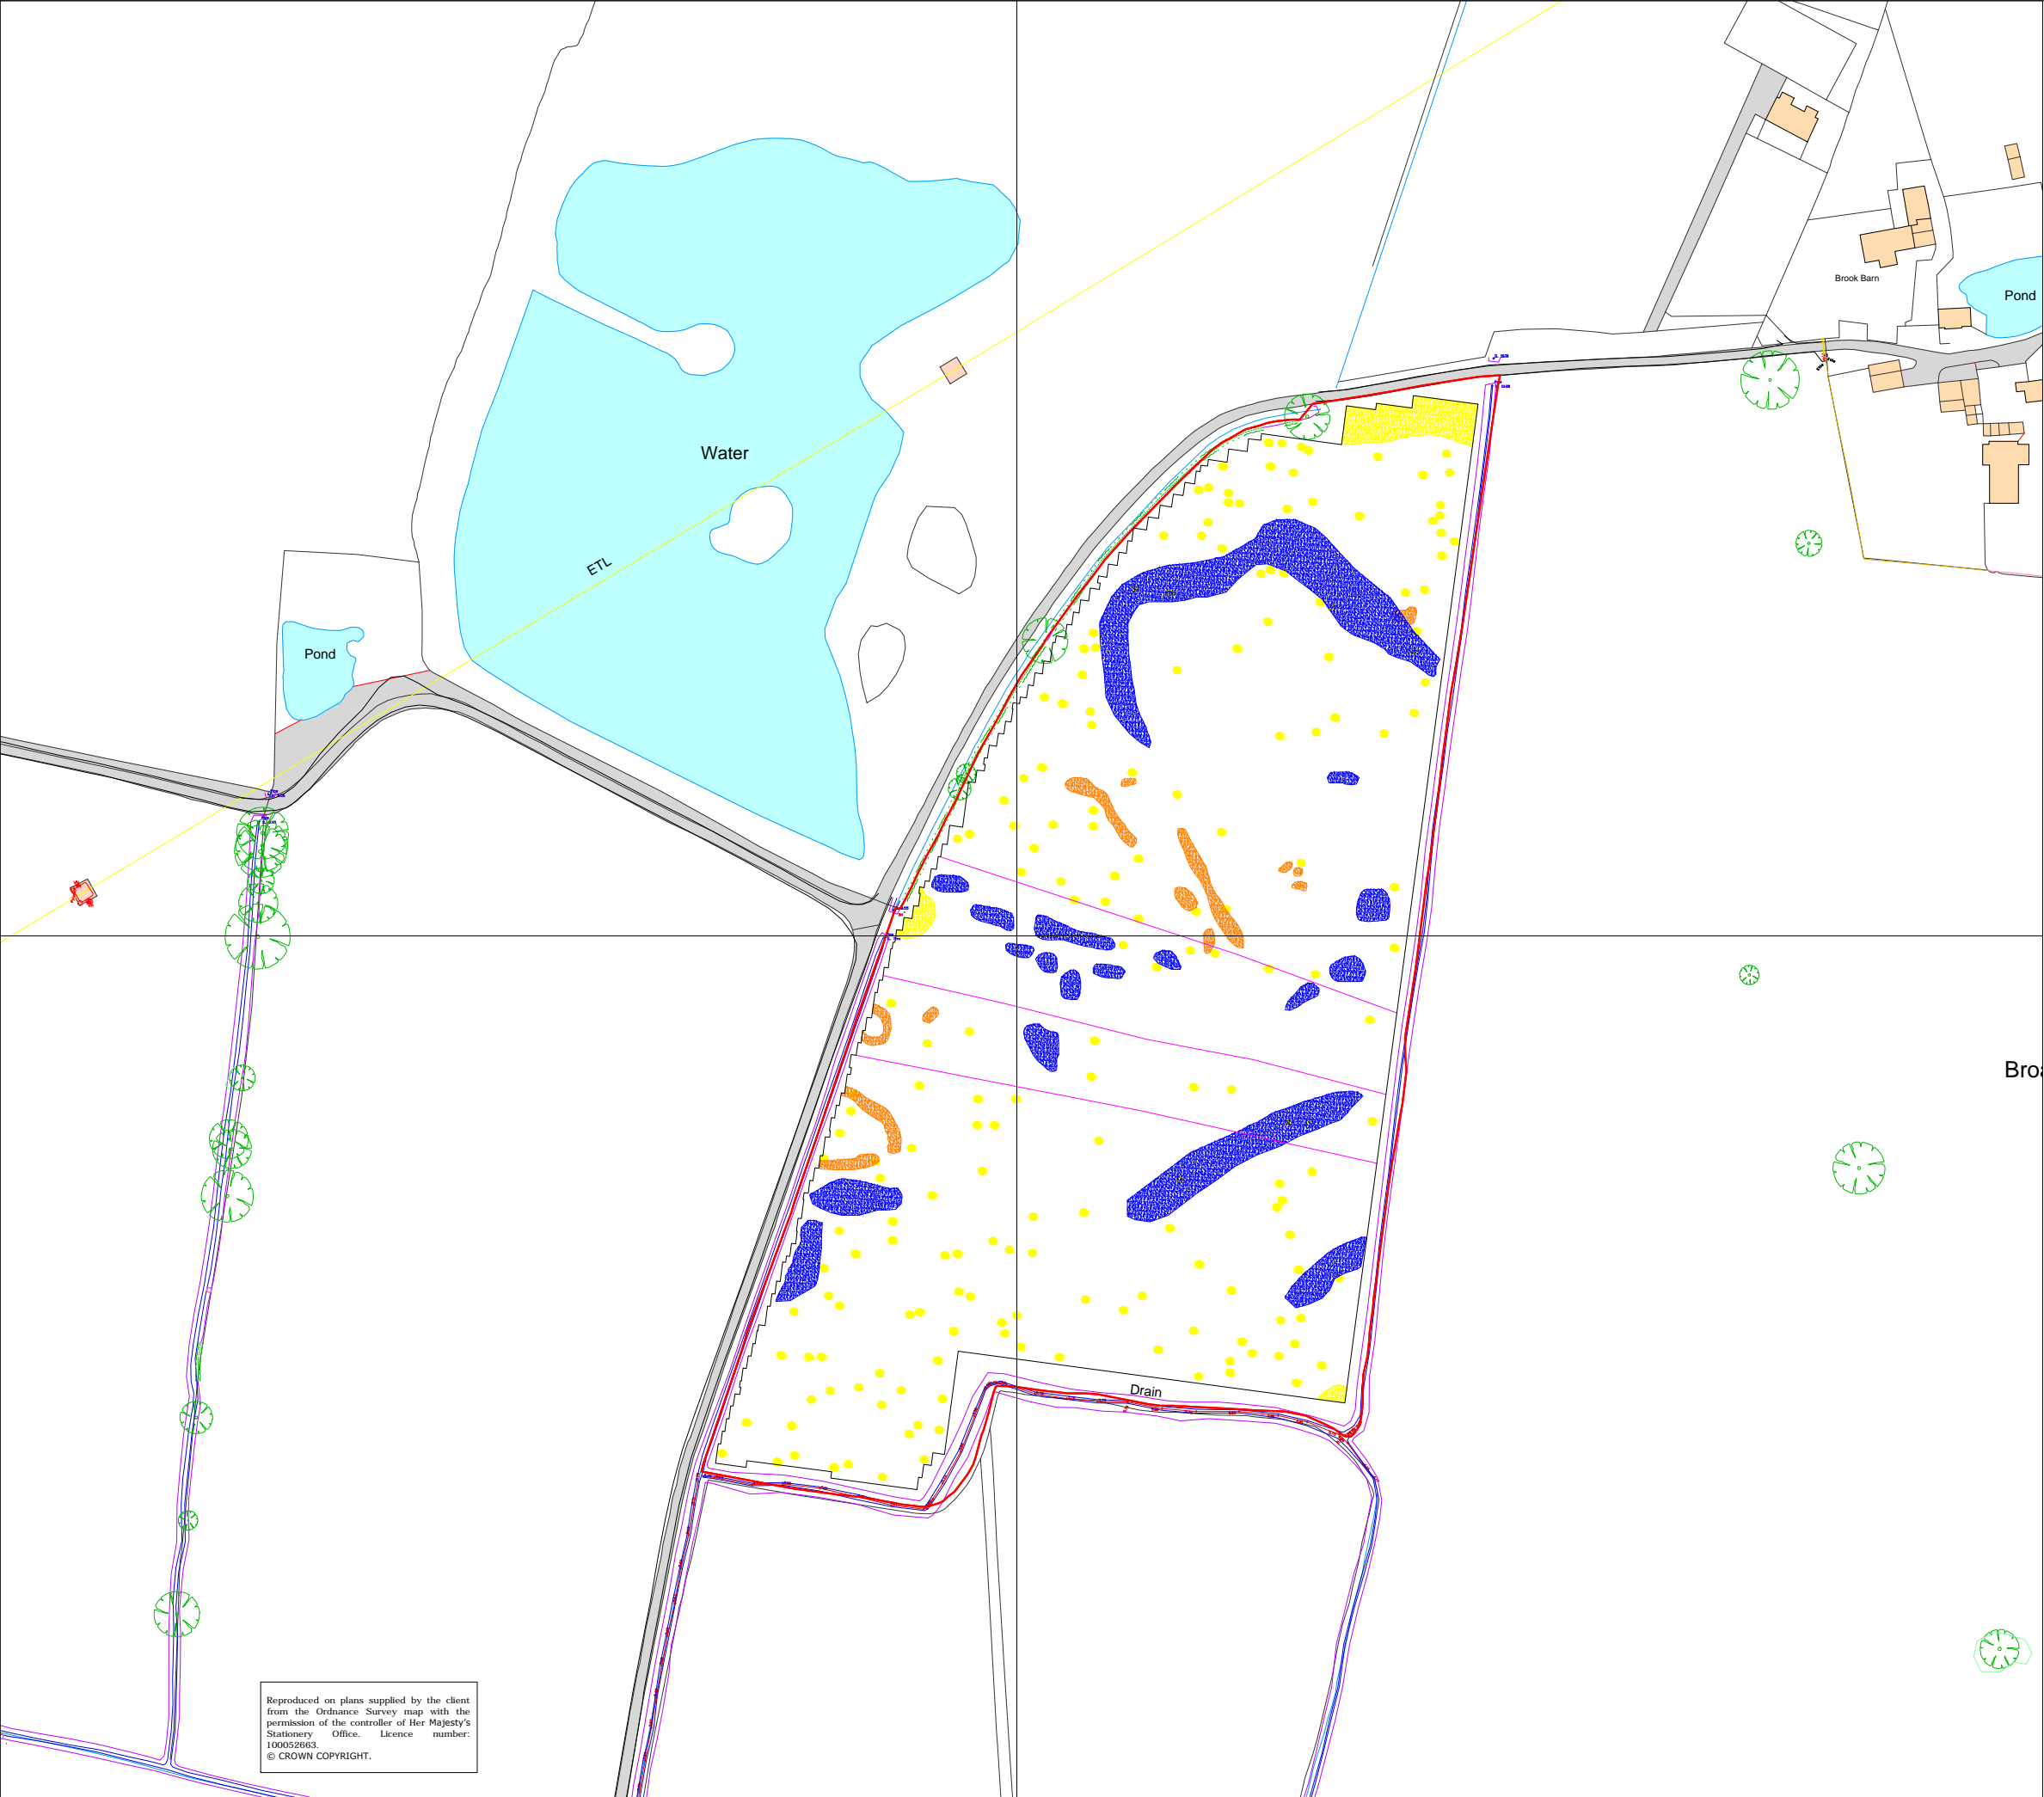 Brook Barn
Pond
Water
ETL
Pond
Broa
Drain
Reproduced on plans supplied by the client
from the Ordnance Survey map with the
permission of the controller of Her Majesty's
Stationery Office. Licence number:
100052663.
© CROWN COPYRIGHT.